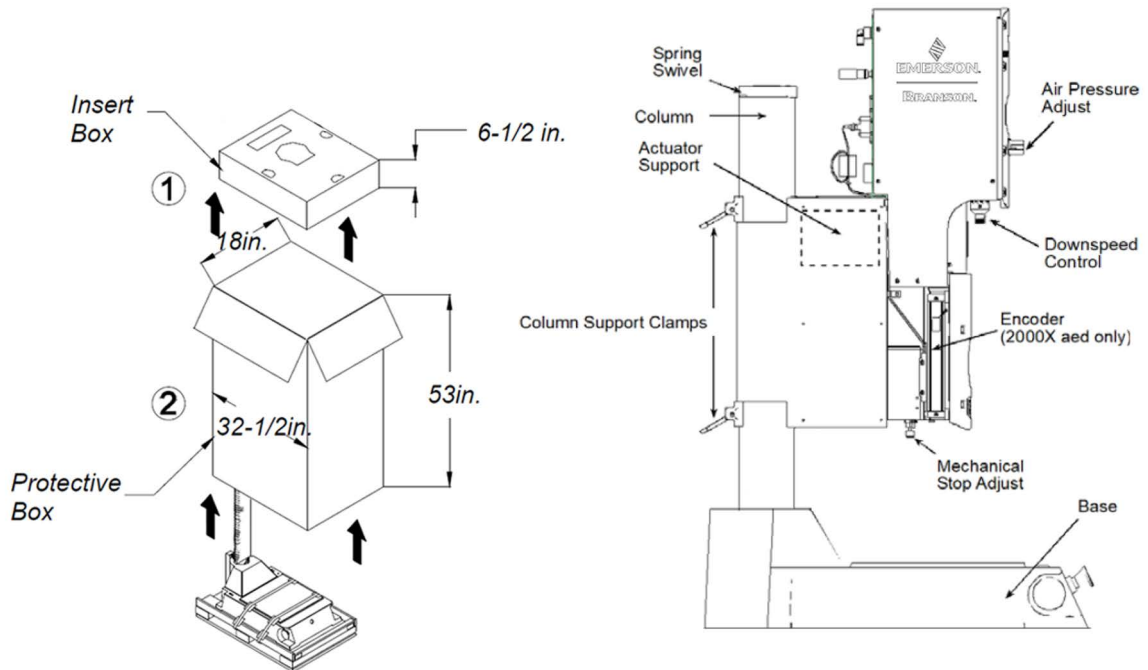 Insert
Box
6-1/2 in.
1
18in.
53in.
2
32-1/2in.
Protective
Box
Spring
Swivel
Column
Actuator
Support
EMERSON.
BRANSON.
Air Pressure
Adjust
Downspeed
Control
Column Support Clamps
Encoder
(2000X aed only)
Mechanical
Stop Adjust
Base